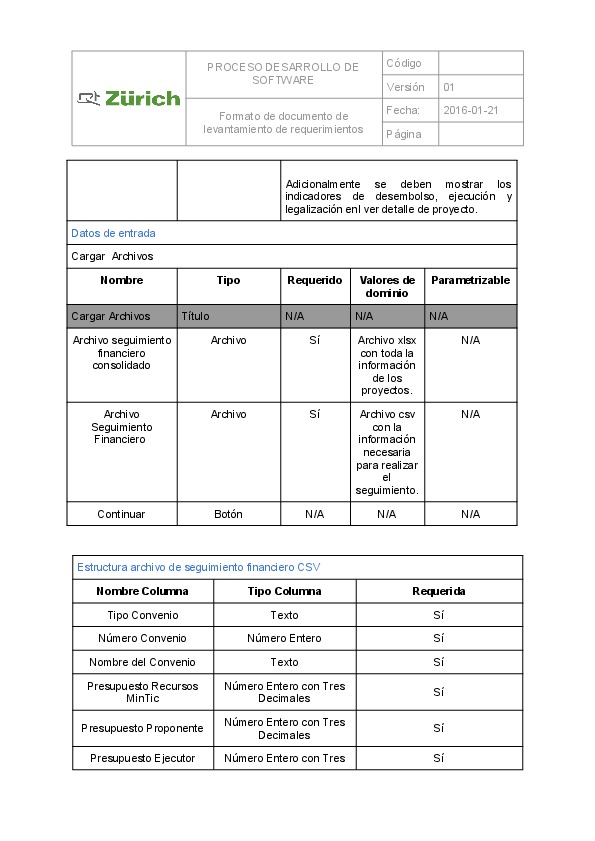 Zürich
PROCESO DESARROLLO DE
SOFTWARE
Formato de documento de
levantamiento de requerimientos
Código
Versión 01
Fecha: 2016-01-21
Página
Adicionalmente se deben mostrar los
indicadores de desembolso, ejecución y
legalización enl ver detalle de proyecto.
Datos de entrada
Cargar Archivos
Nombre Tipo Requerido Valores de Parametrizable
dominio
Cargar Archivos Título N/A N/A N/A
Archivo seguimiento Archivo Sí Archivo xlsx N/A
financiero con toda la
consolidado información
de los
proyectos.
Archivo Archivo Sí Archivo csv N/A
Seguimiento con la
Financiero información
necesaria
para realizar
el
seguimiento.
Continuar Botón N/A N/A N/A
Estructura archivo de seguimiento financiero CSV
Nombre Columna Tipo Columna Requerida
Tipo Convenio Texto Sí
Número Convenio Número Entero Sí
Nombre del Convenio Texto Sí
Presupuesto Recursos Número Entero con Tres Sí
MinTic Decimales
Presupuesto Proponente Número Entero con Tres Sí
Decimales
Presupuesto Ejecutor Número Entero con Tres Sí